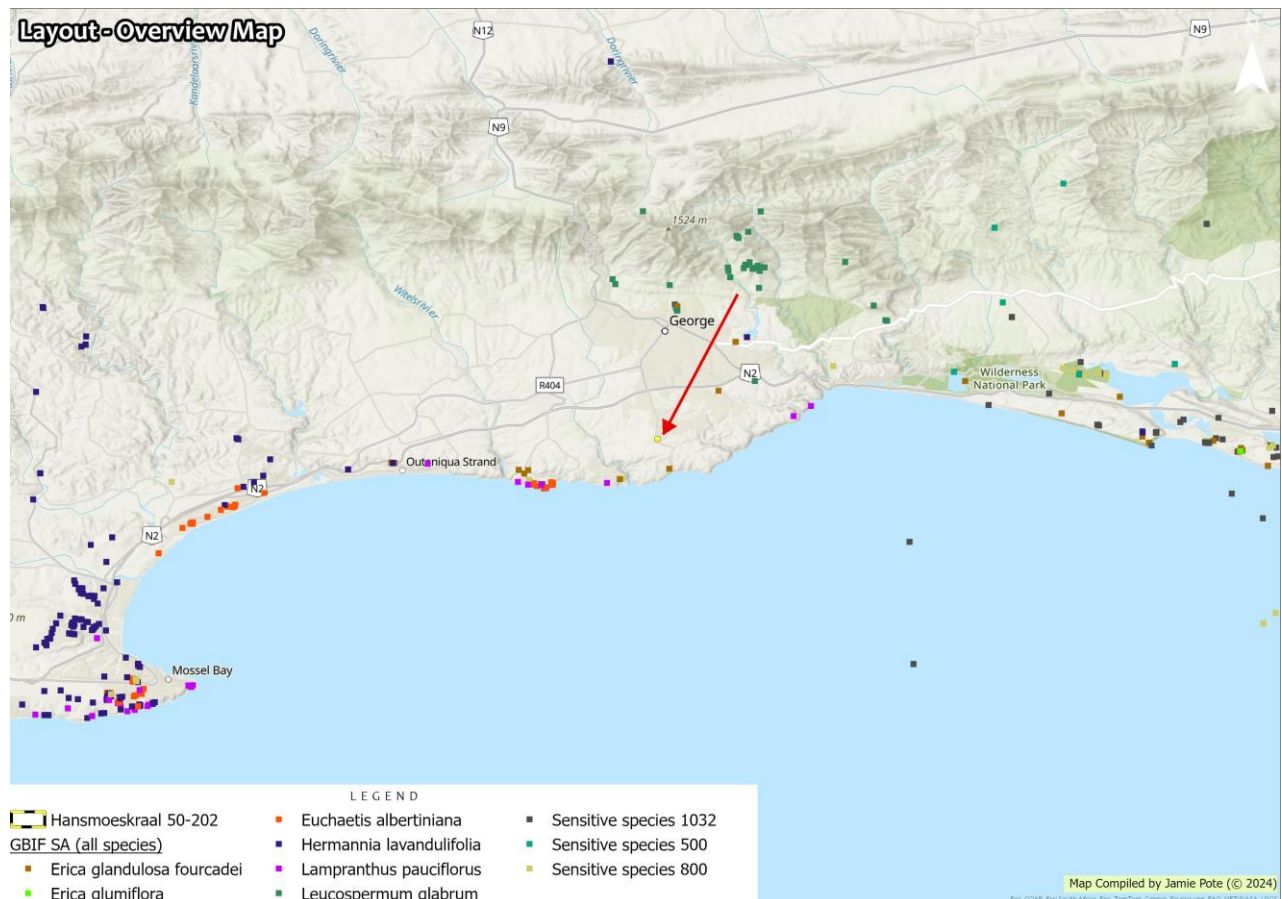 Layout - Overview Map
N12
N9
N
Kandelaarsrivier
Doringrivier
Doringrivier
N9
1524 m
Witelsrivier
George
R404
N2
Wilderness
National Park
Outeniqua Strand
N2
N2
0 m
Mossel Bay
LEGEND
Hansmoeskraal 50-202
GBIF SA (all species)
Erica glandulosa fourcadei
Erica glumiflora
Euchaetis albertiniana
Hermannia lavandulifolia
Lampranthus pauciflorus
Leucospermum glabrum
Sensitive species 1032
Sensitive species 500
Sensitive species 800
Map Compiled by Jamie Pote (© 2024)